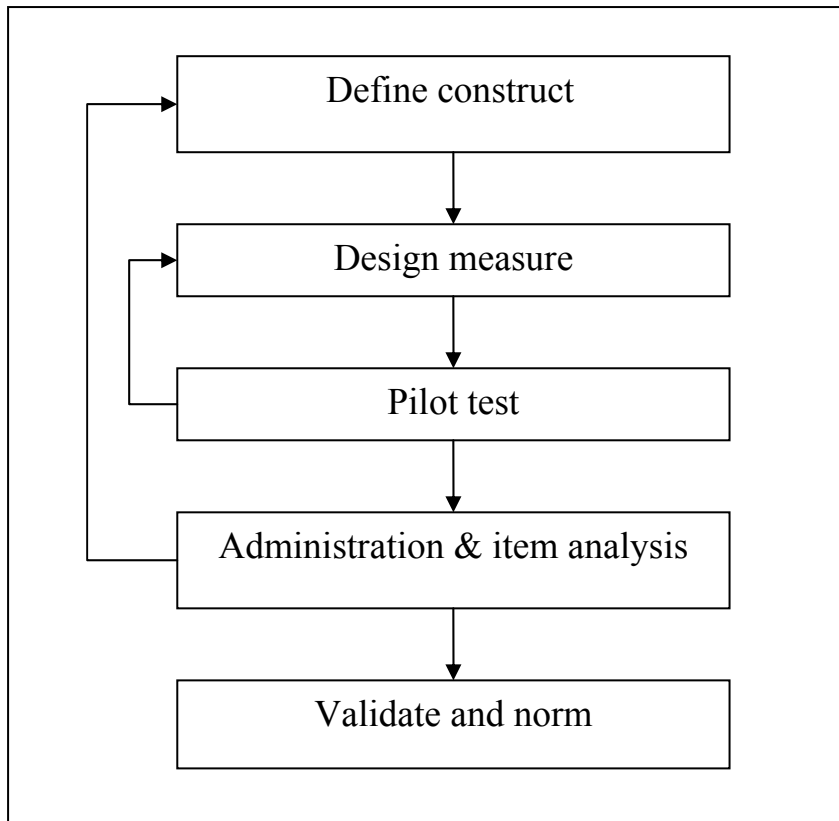 Define construct
Design measure
Pilot test
Administration & item analysis
Validate and norm